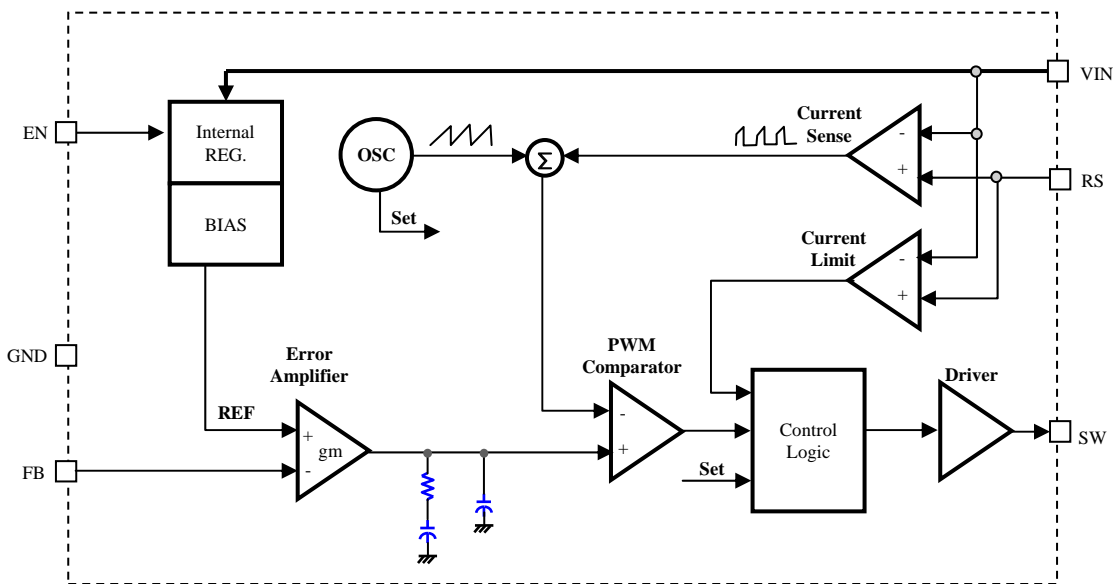 VIN
EN
Internal
REG.
OSC
Σ
Current
Sense
-
+
RS
BIAS
Set
Current
Limit
-
+
GND
Error
Amplifier
PWM
Comparator
REF
+
gm
-
-
+
Control
Logic
Driver
SW
FB
Set